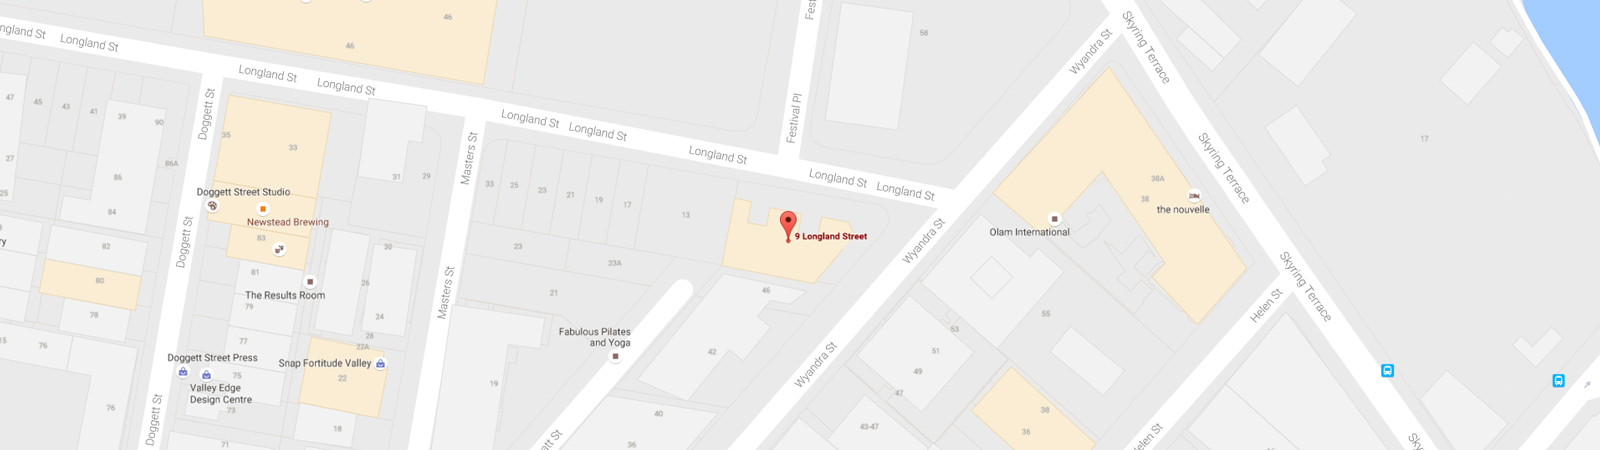 46
46
58
Festival Pl
Longland St
Longland St
Longland St
Longland St
Longland St
Longland St
Longland St
Longland St
Wyandra St
Skyring Terrace
47
45
43
41
39
90
27
86A
86
84
Doggett St
35
33
31
29
Masters St
33
25
23
21
19
17
13
23
23A
21
Doggett Street Studio
Newstead Brewing
83
81
The Results Room
79
77
30
26
24
28
22A
82
80
78
76
76
Doggett St
Masters St
9 Longland Street
Wyandra St
46
42
Fabulous Pilates
and Yoga
Doggett Street Press
Valley Edge
Design Centre
75
73
71
Snap Fortitude Valley
22
18
19
40
36
Doggett St
Wyandra St
Olam International
38A
38
the nouvelle
Skyring Terrace
Skyring Terrace
Skyring Terrace
17
Helen St
Helen St
55
53
51
49
47
43-47
38
36